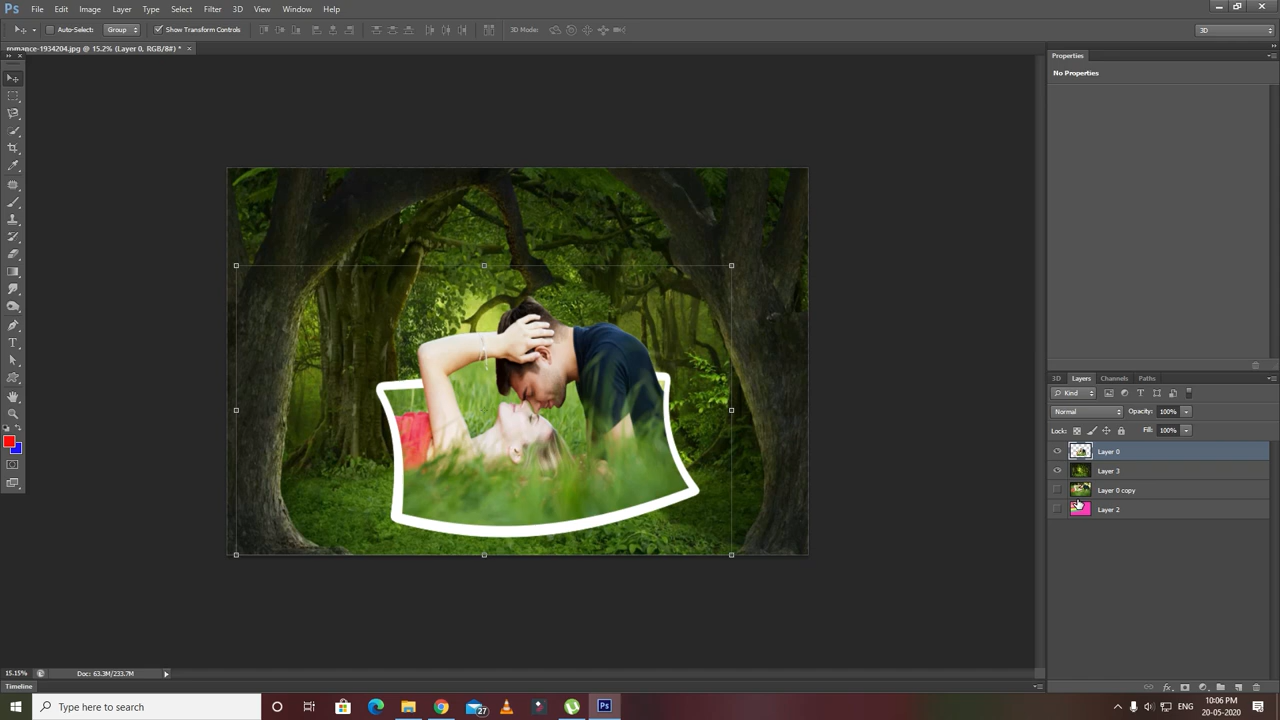 Ps File Edit Image Layer Type Select Filter 3D View Window Help
Auto-Select: Group Show Transform Controls 3D Mode: 3D
romance-1934204.jpg @ 15.2% (Layer 0, RGB/8#) *
Properties
No Properties
3D Layers Channels Paths
Kind
Normal Opacity: 100%
Lock: Fill: 100%
Layer 0
Layer 3
Layer 0 copy
Layer 2
15.15% Doc: 63.3M/233.7M
Timeline
Type here to search 27 Ps ENG 10:06 PM
20-05-2020